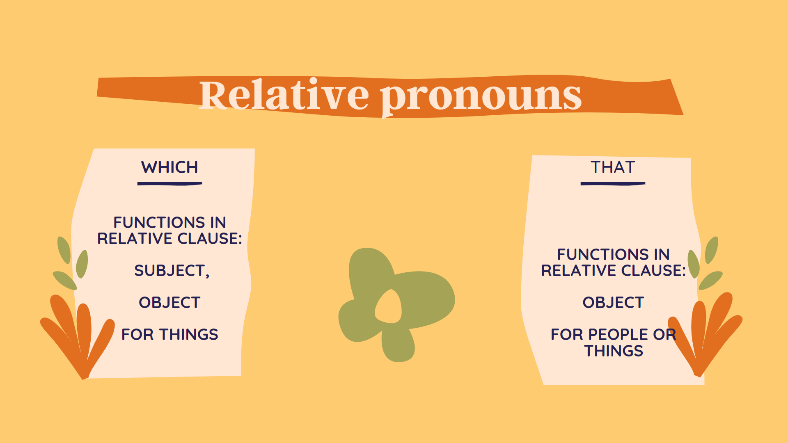 Relative pronouns
WHICH
FUNCTIONS IN
RELATIVE CLAUSE:
SUBJECT,
OBJECT
FOR THINGS
THAT
FUNCTIONS IN
RELATIVE CLAUSE:
OBJECT
FOR PEOPLE OR
THINGS